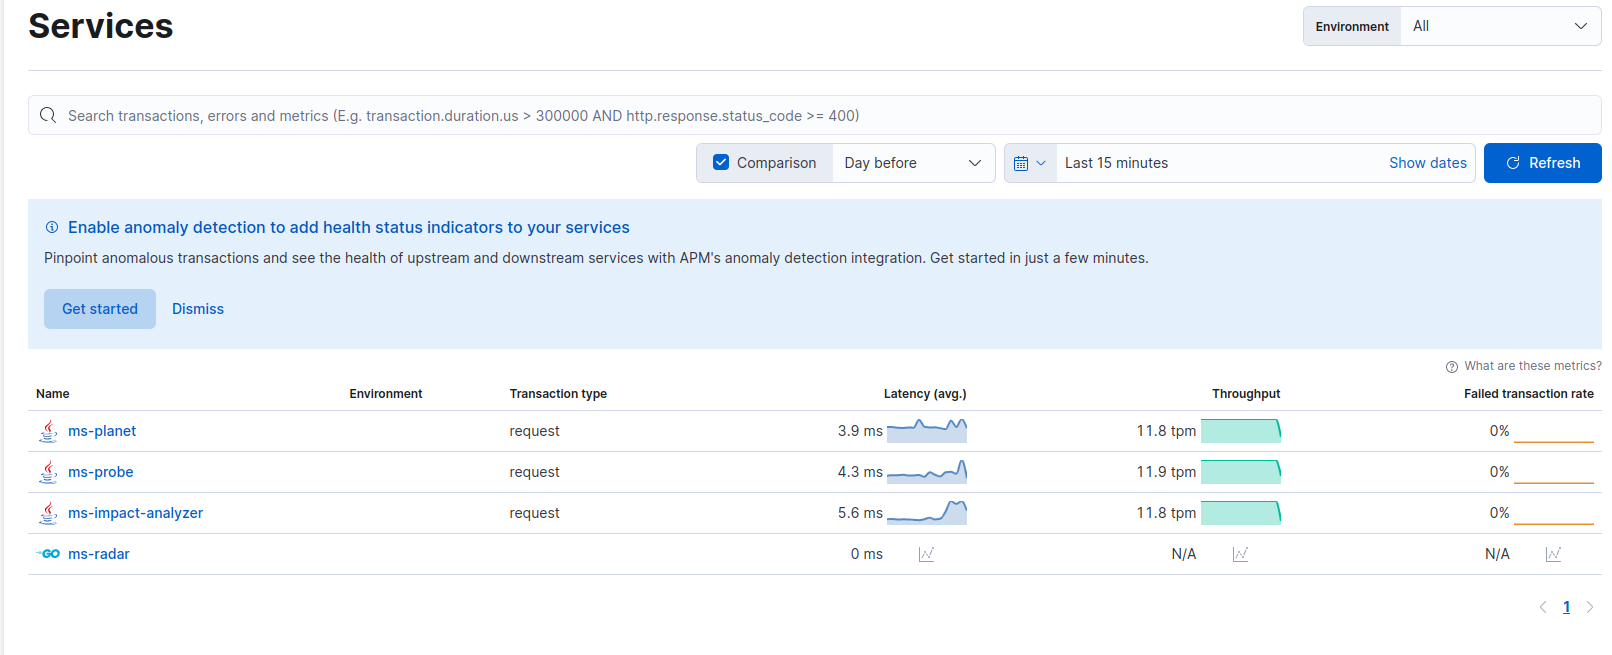 Services
Environment All
Search transactions, errors and metrics (E.g. transaction.duration.us > 300000 AND http.response.status_code >= 400)
Comparison Day before Last 15 minutes Show dates Refresh
Enable anomaly detection to add health status indicators to your services
Pinpoint anomalous transactions and see the health of upstream and downstream services with APM's anomaly detection integration. Get started in just a few minutes.
Get started Dismiss
What are these metrics?
Name Environment Transaction type Latency (avg.) Throughput Failed transaction rate
ms-planet request 3.9 ms 11.8 tpm 0%
ms-probe request 4.3 ms 11.9 tpm 0%
ms-impact-analyzer request 5.6 ms 11.8 tpm 0%
GO ms-radar 0 ms N/A N/A
1